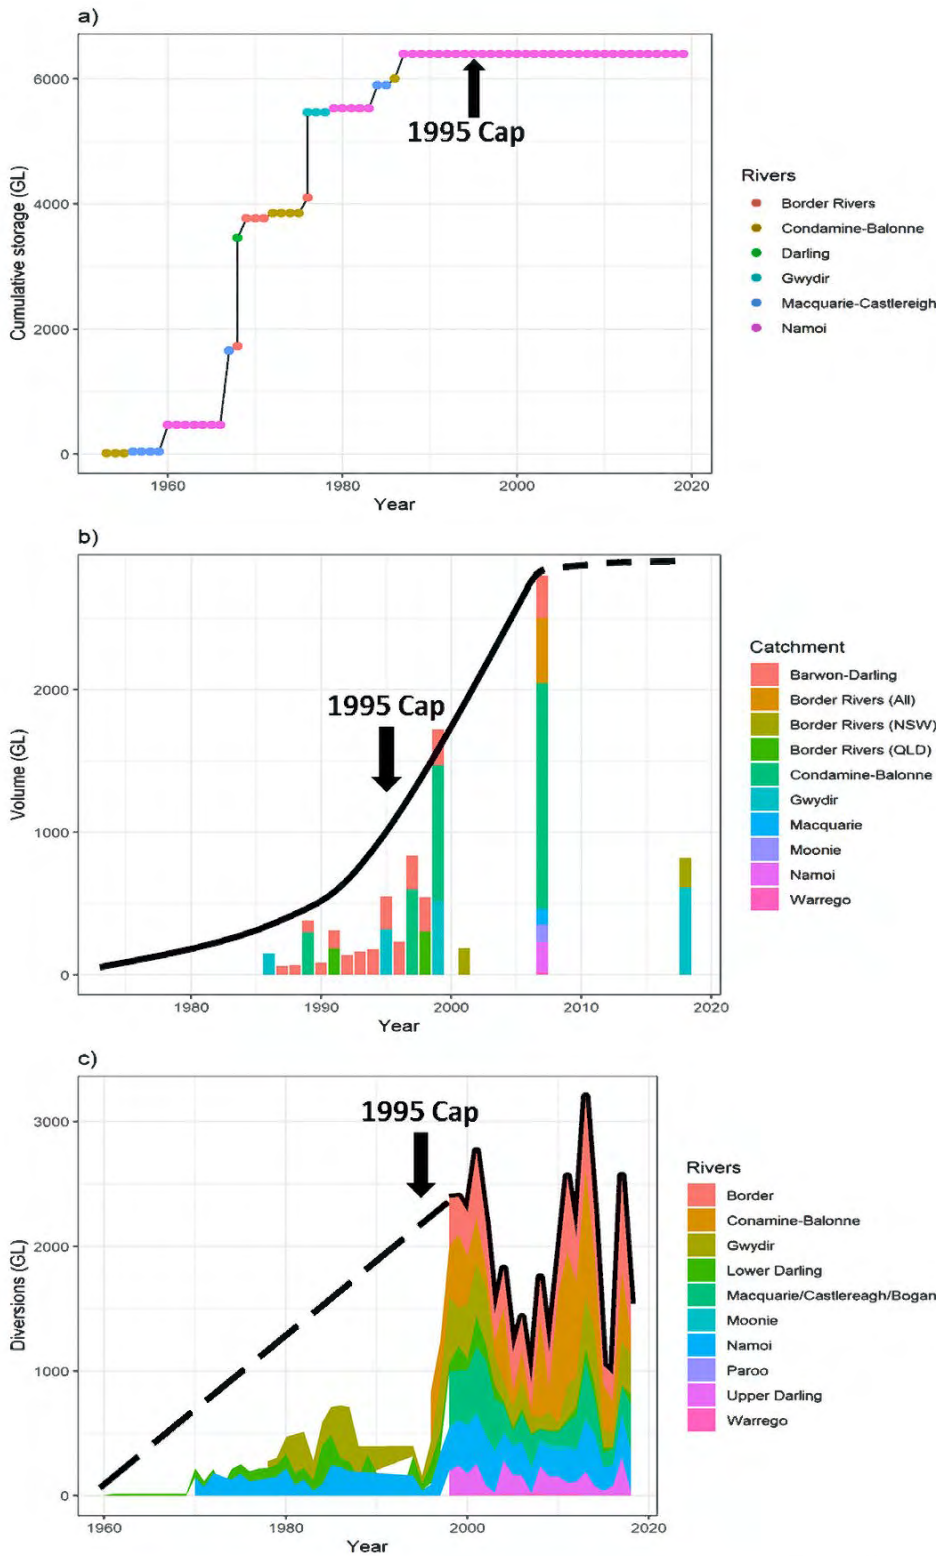 a)
6000
4000
2000
0
Cumulative storage (GL)
1995 Cap
1960
1980
2000
2020
Year
Rivers
Border Rivers
Condamine-Balonne
Darling
Gwydir
Macquarie-Castlereigh
Namoi
b)
2000
1000
0
Volume (GL)
1995 Cap
1980
1990
2000
2010
2020
Year
Catchment
Barwon-Darling
Border Rivers (All)
Border Rivers (NSW)
Border Rivers (QLD)
Condamine-Balonne
Gwydir
Macquarie
Moonie
Namoi
Warrego
c)
3000
2000
1000
0
Diversions (GL)
1995 Cap
1960
1980
2000
2020
Year
Rivers
Border
Conamine-Balonne
Gwydir
Lower Darling
Macquarie/Castlereagh/Bogan
Moonie
Namoi
Paroo
Upper Darling
Warrego